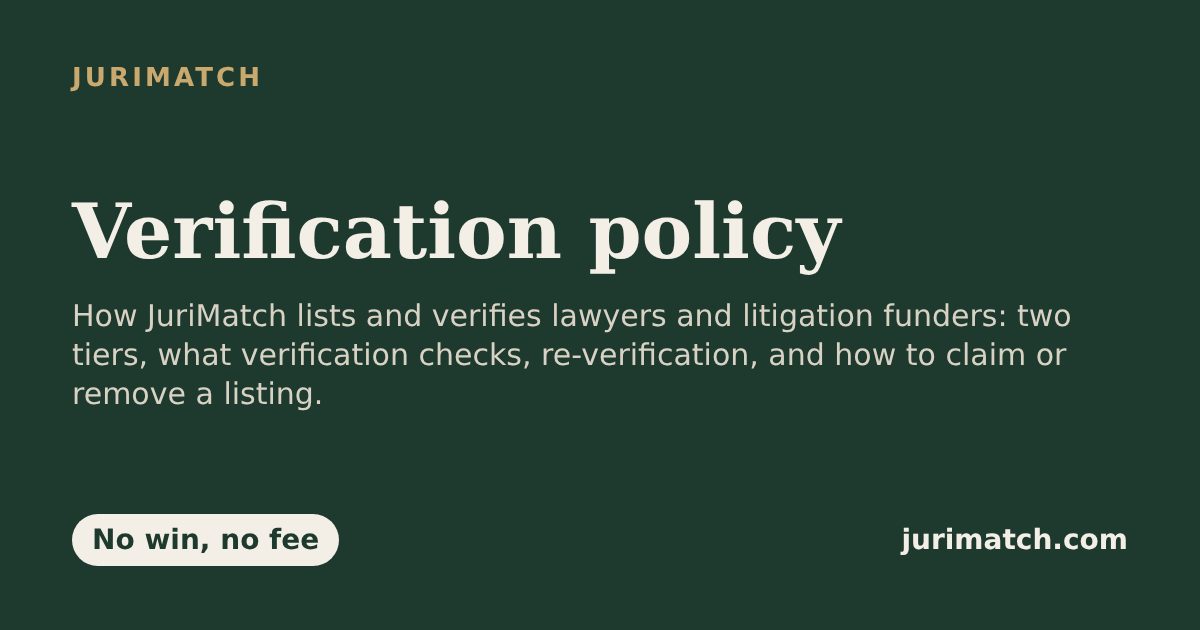 JURIMATCH
Verification policy
How JuriMatch lists and verifies lawyers and litigation funders: two
tiers, what verification checks, re-verification, and how to claim or
remove a listing.
No win, no fee
jurimatch.com